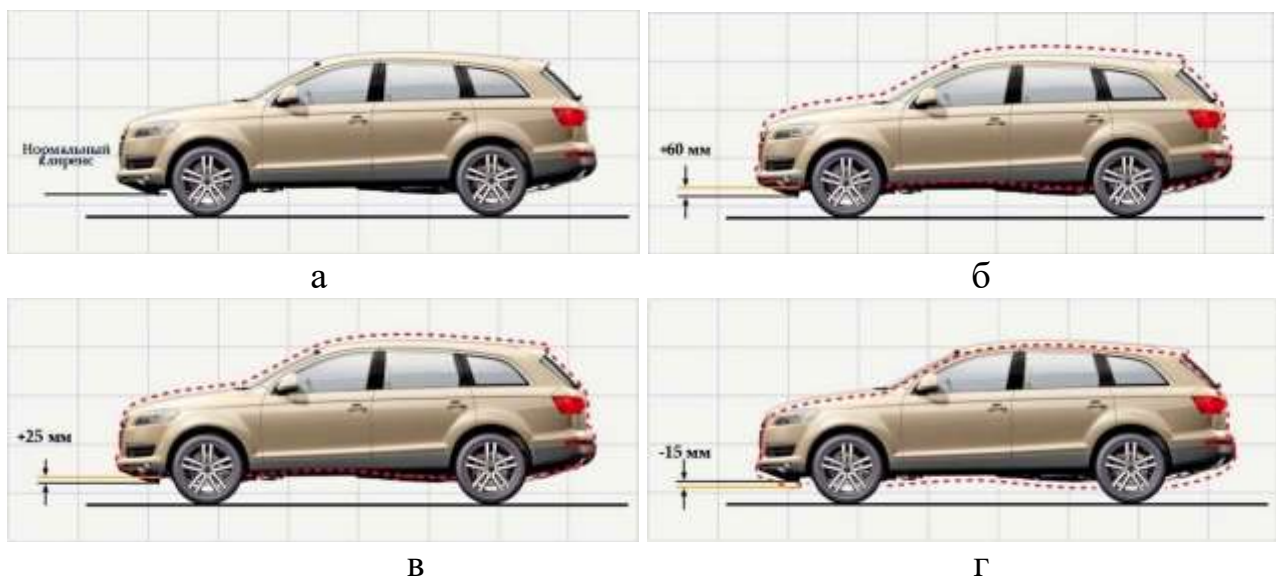 Нормальный
клиренс
+60 мм
а
б
+25 мм
-15 мм
в
г